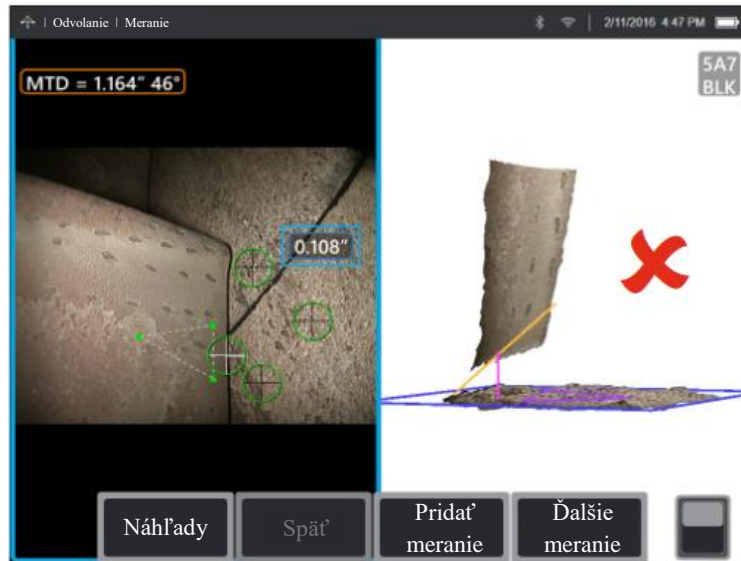 Odvolanie | Meranie
2/11/2016 4:47 PM
MTD = 1.164" 46°
5A7
BLK
0.108"
Náhľady
Späť
Pridať
meranie
Ďalšie
meranie